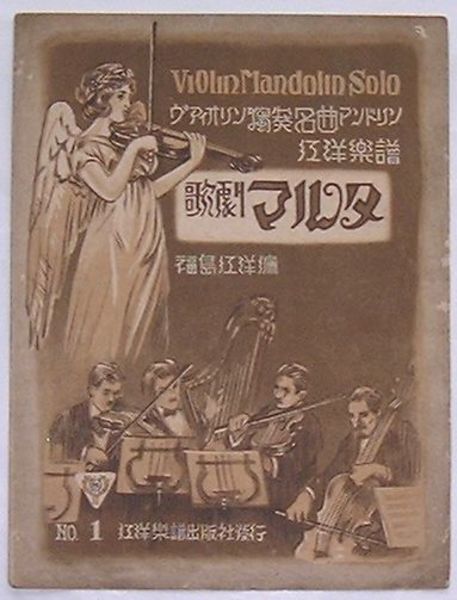 Violin Mandolin Solo
ヴァイオリン獨奏名曲マンドリン
江洋樂譜
歌劇 マルタ
福島江洋編
NO. 1 江洋樂譜出版社發行